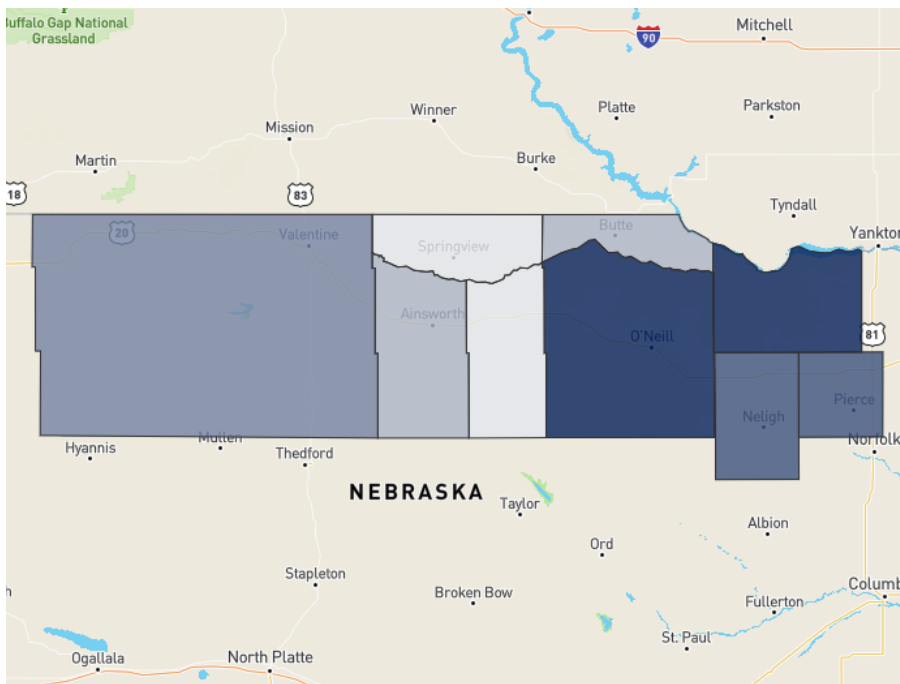 Buffalo Gap National
Grassland
90
Mitchell
Winner
Platte
Parkston
Mission
Burke
Martin
18
83
Tyndall
20
Valentine
Springview
Butte
Yankton
Ainsworth
O'Neill
81
Neligh
Pierce
Hyannis
Mullen
Thedford
Norfolk
NEBRASKA
Taylor
Albion
Ord
Stapleton
Broken Bow
Fullerton
Columb
h
St. Paul
Ogallala
North Platte